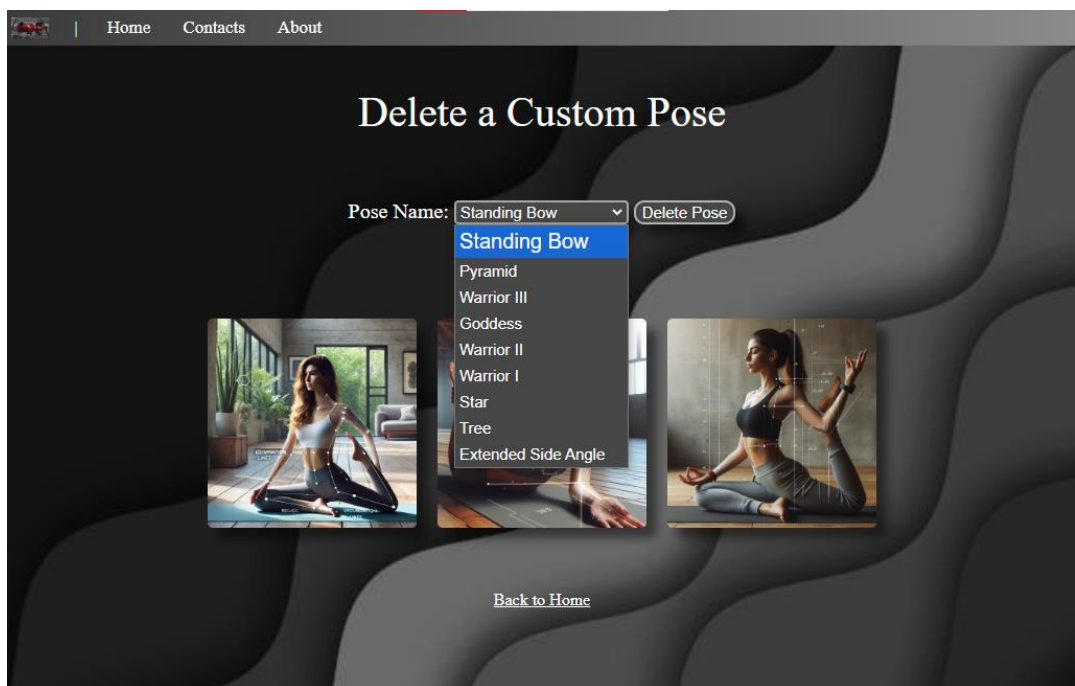 | Home Contacts About
Delete a Custom Pose
Pose Name: Standing Bow Delete Pose
Standing Bow
Pyramid
Warrior III
Goddess
Warrior II
Warrior I
Star
Tree
Extended Side Angle
Back to Home